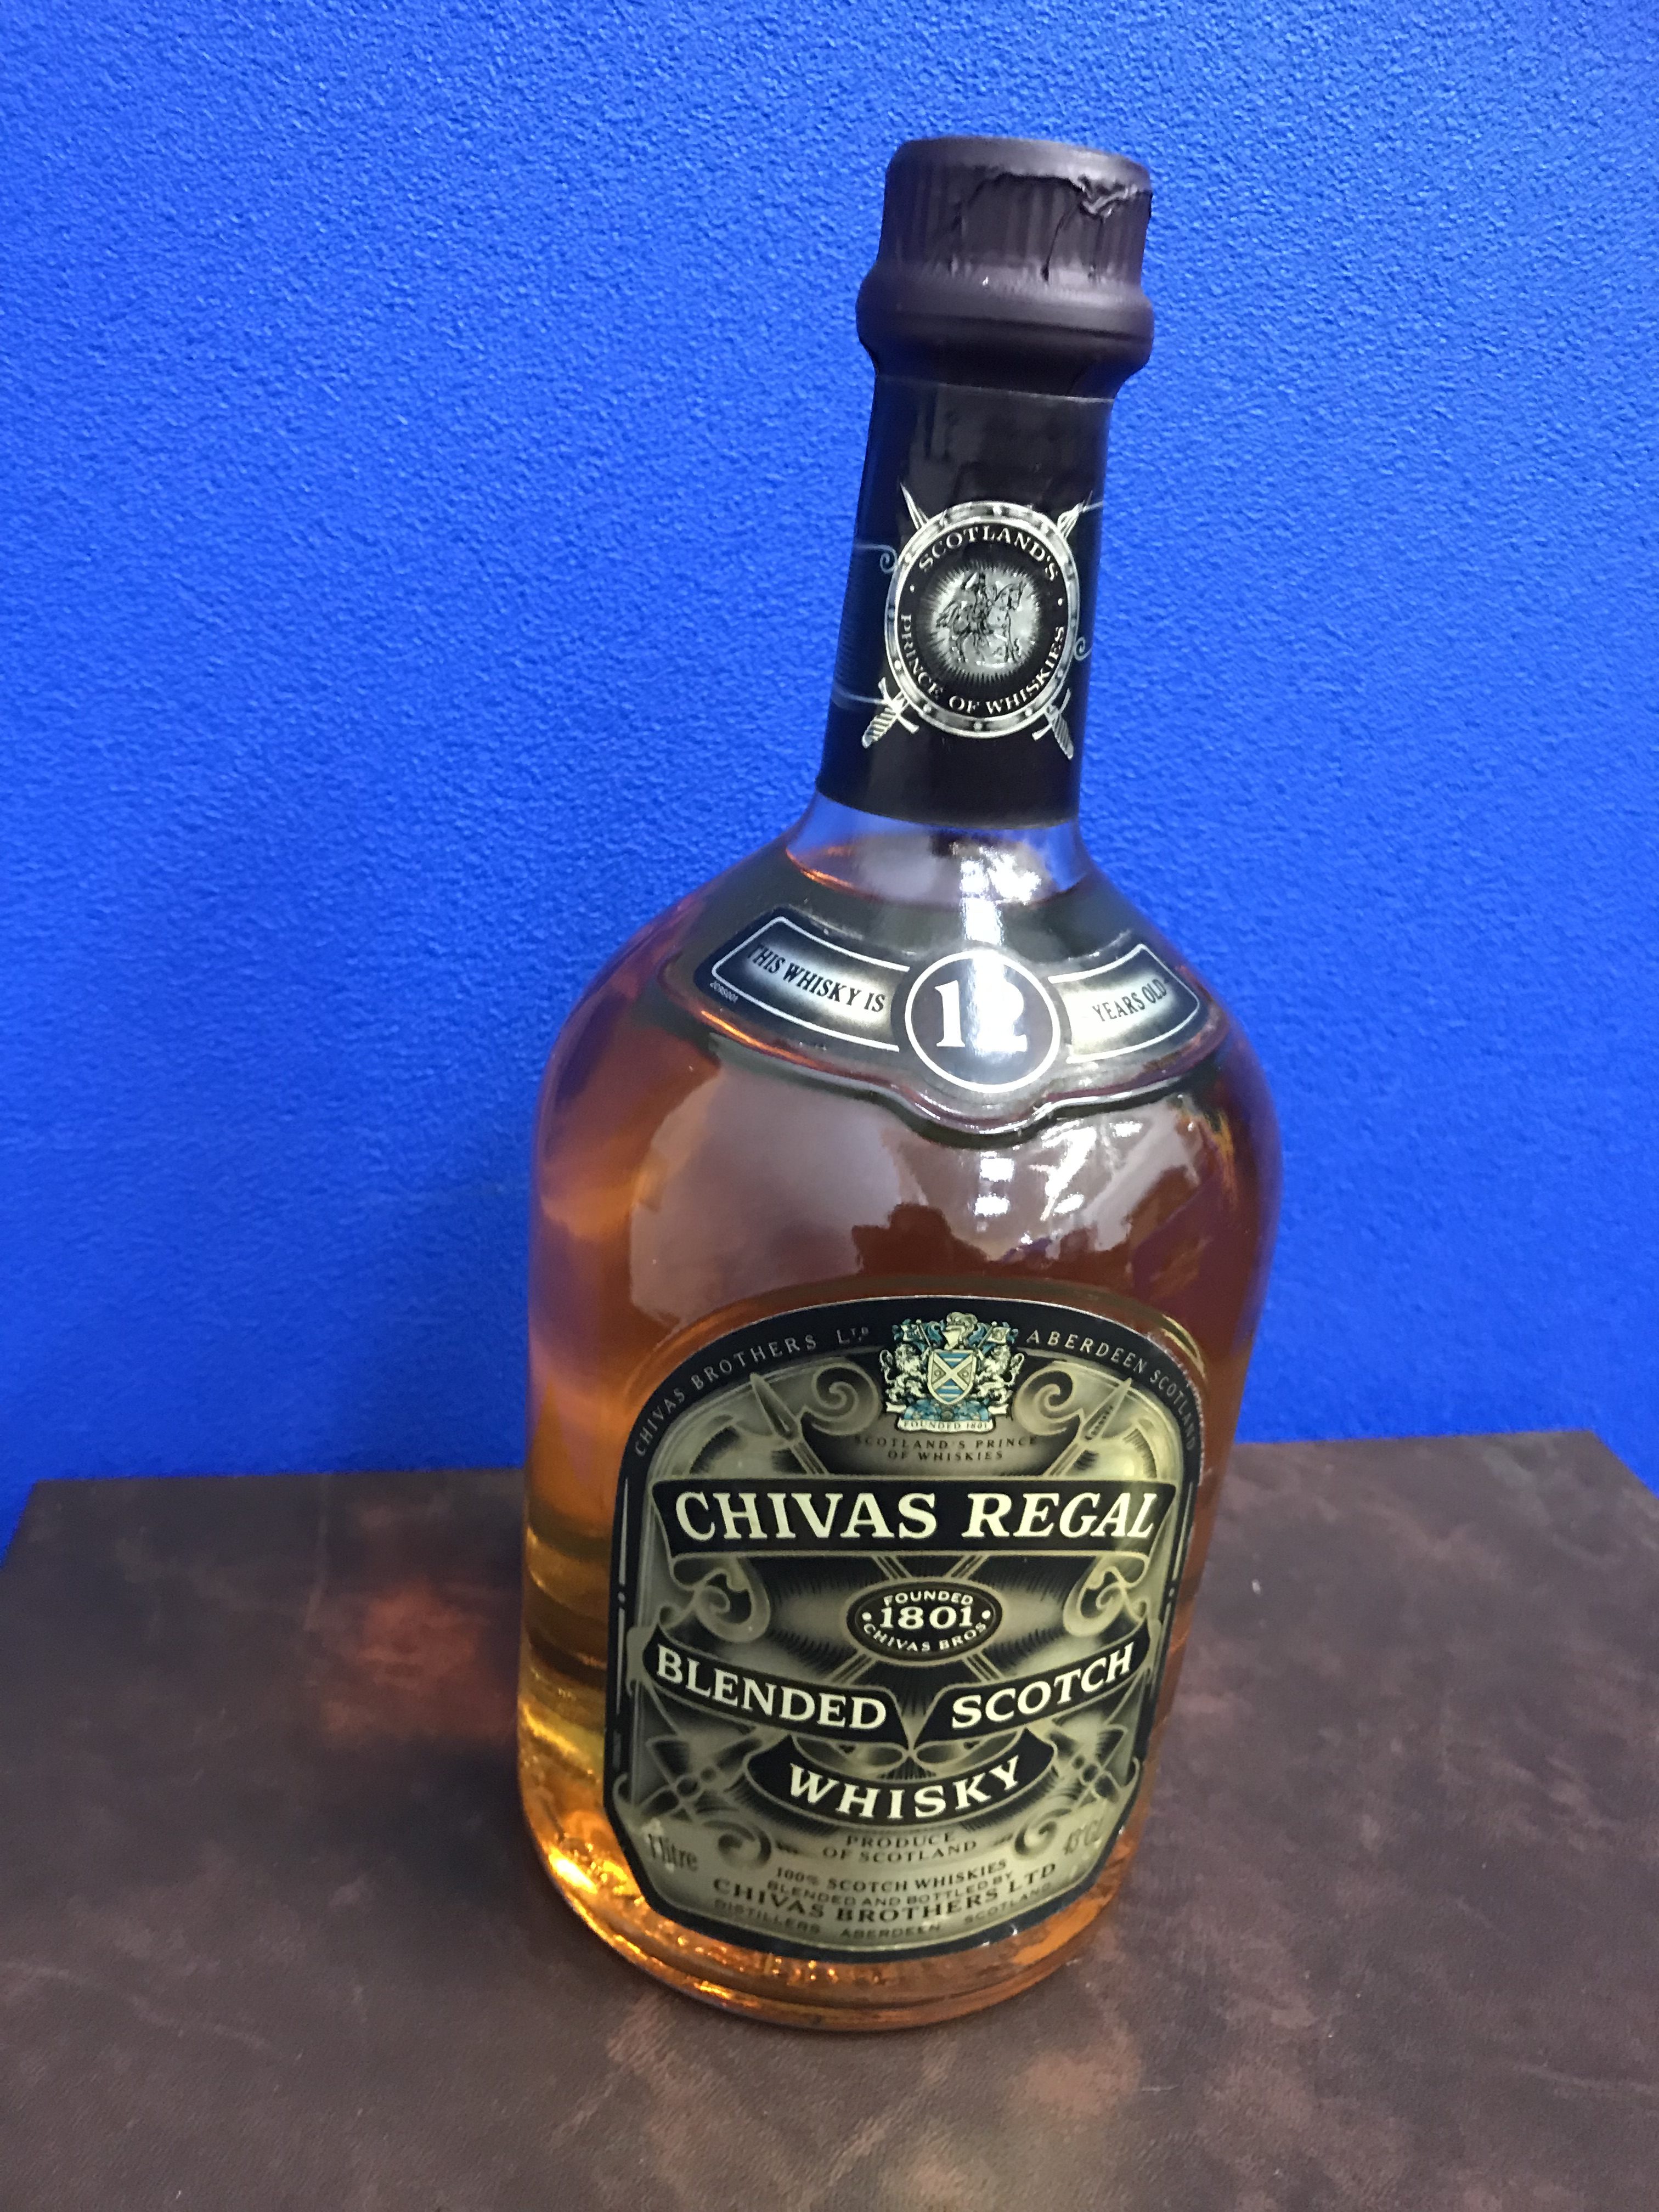 SCOTLAND'S
PRINCE OF WHISKIES
THIS WHISKY IS 12 YEARS OLD
CHIVAS BROTHERS LTD ABERDEEN SCOTLAND
FOUNDED 1801
SCOTLAND'S PRINCE
OF WHISKIES
CHIVAS REGAL
FOUNDED
1801
CHIVAS BROS
BLENDED SCOTCH
WHISKY
PRODUCE
OF SCOTLAND
1 litre
100% SCOTCH WHISKIES
BLENDED AND BOTTLED BY
CHIVAS BROTHERS LTD
DISTILLERS ABERDEEN SCOTLAND